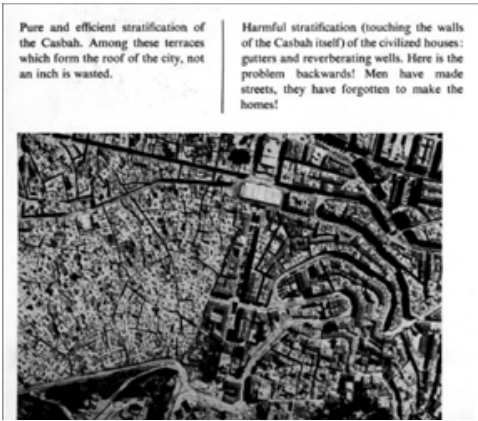 Pure and efficient stratification of
the Casbah. Among these terraces
which form the roof of the city, not
an inch is wasted.
Harmful stratification (touching the walls
of the Casbah itself) of the civilized houses:
gutters and reverberating wells. Here is the
problem backwards! Men have made
streets, they have forgotten to make the
homes!